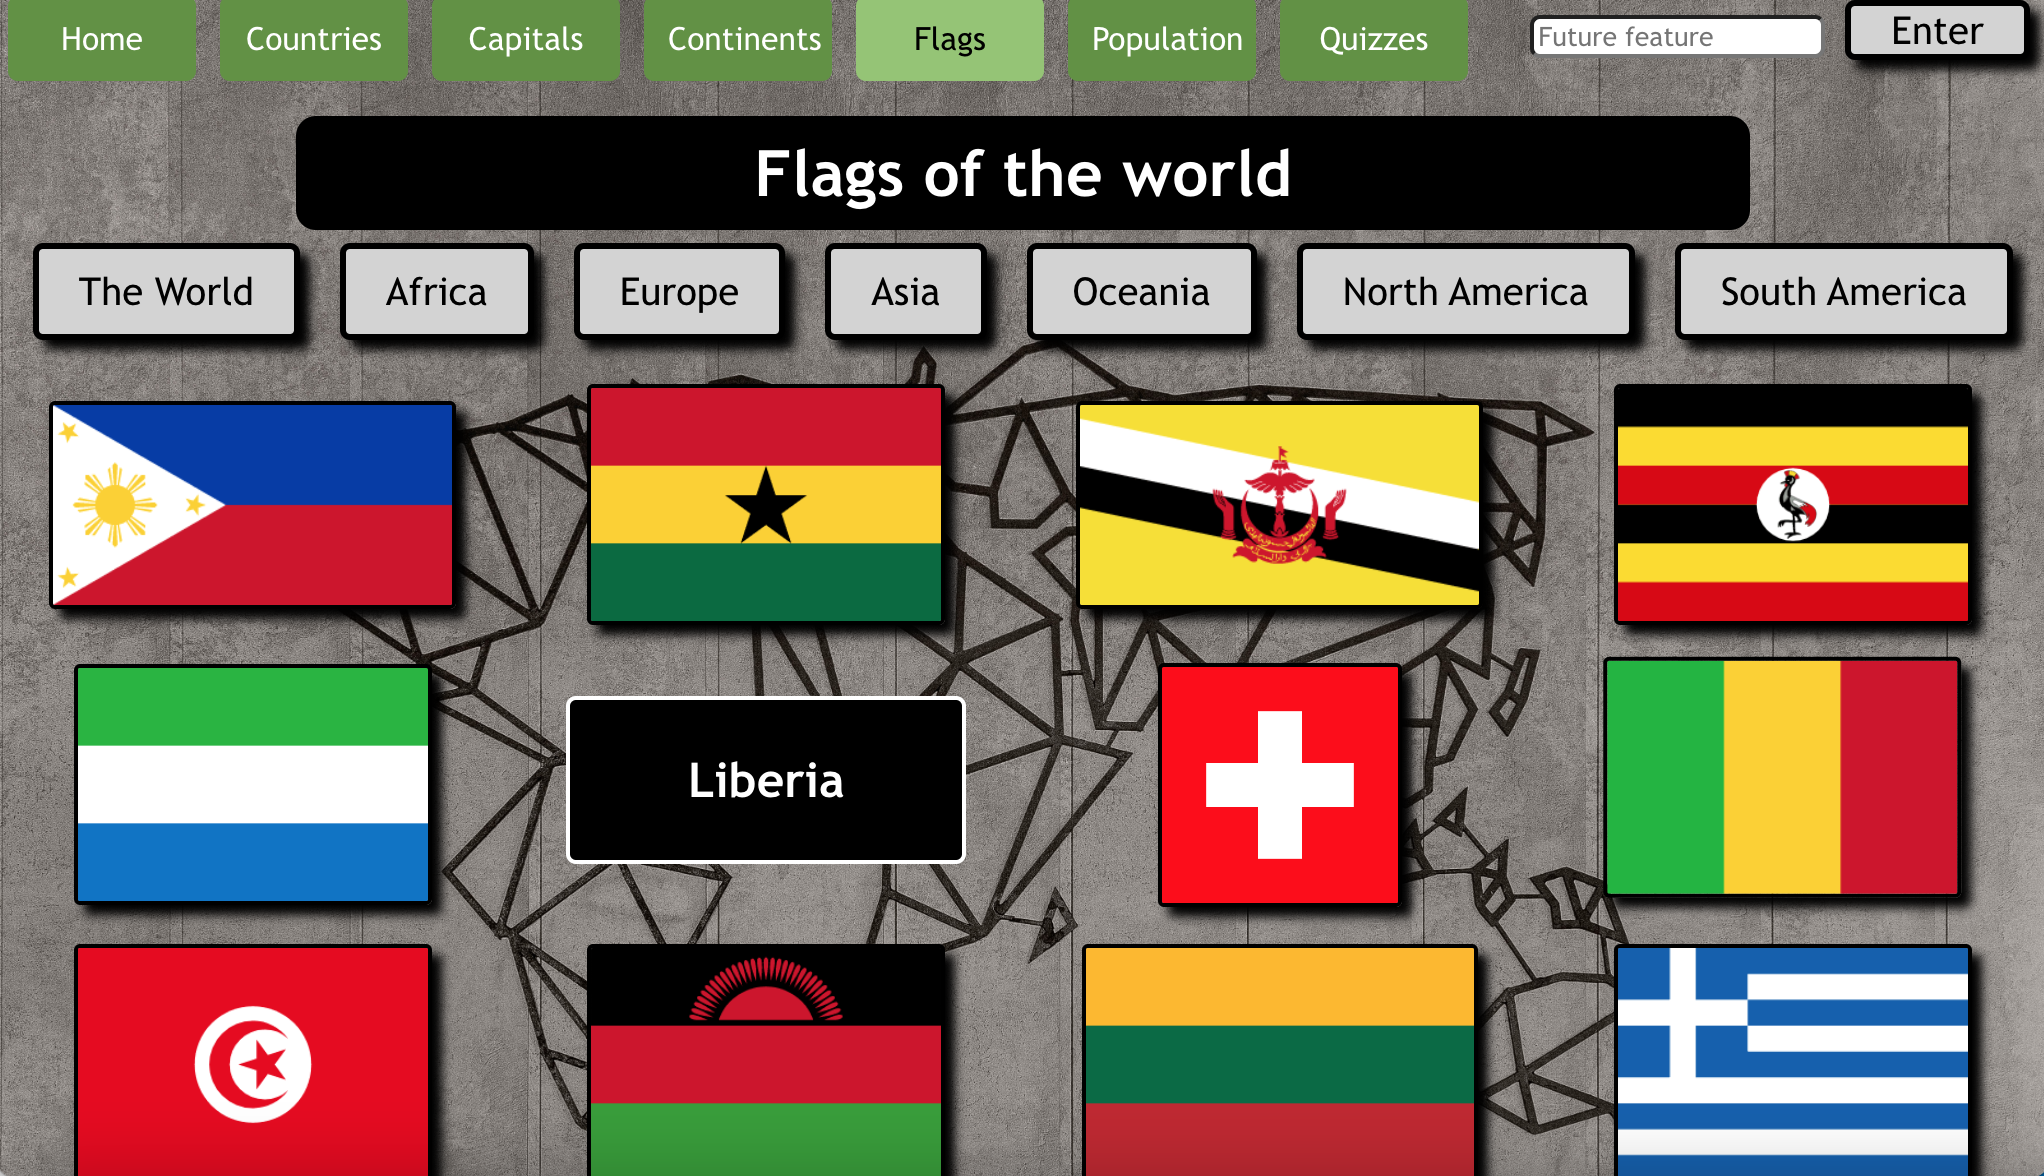 Home
Countries
Capitals
Continents
Flags
Population
Quizzes
Future feature
Enter
Flags of the world
The World
Africa
Europe
Asia
Oceania
North America
South America
Liberia